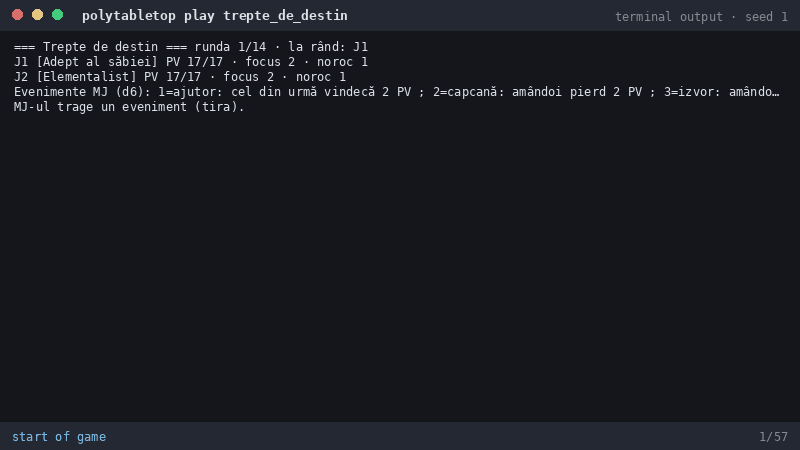 polytabletop play trepte_de_destin
terminal output · seed 1
=== Trepte de destin === runda 1/14 · la rând: J1
J1 [Adept al săbiei] PV 17/17 · focus 2 · noroc 1
J2 [Elementalist] PV 17/17 · focus 2 · noroc 1
Evenimente MJ (d6): 1=ajutor: cel din urmă vindecă 2 PV ; 2=capcană: amândoi pierd 2 PV ; 3=izvor: amândo…
MJ-ul trage un eveniment (tira).
start of game
1/57